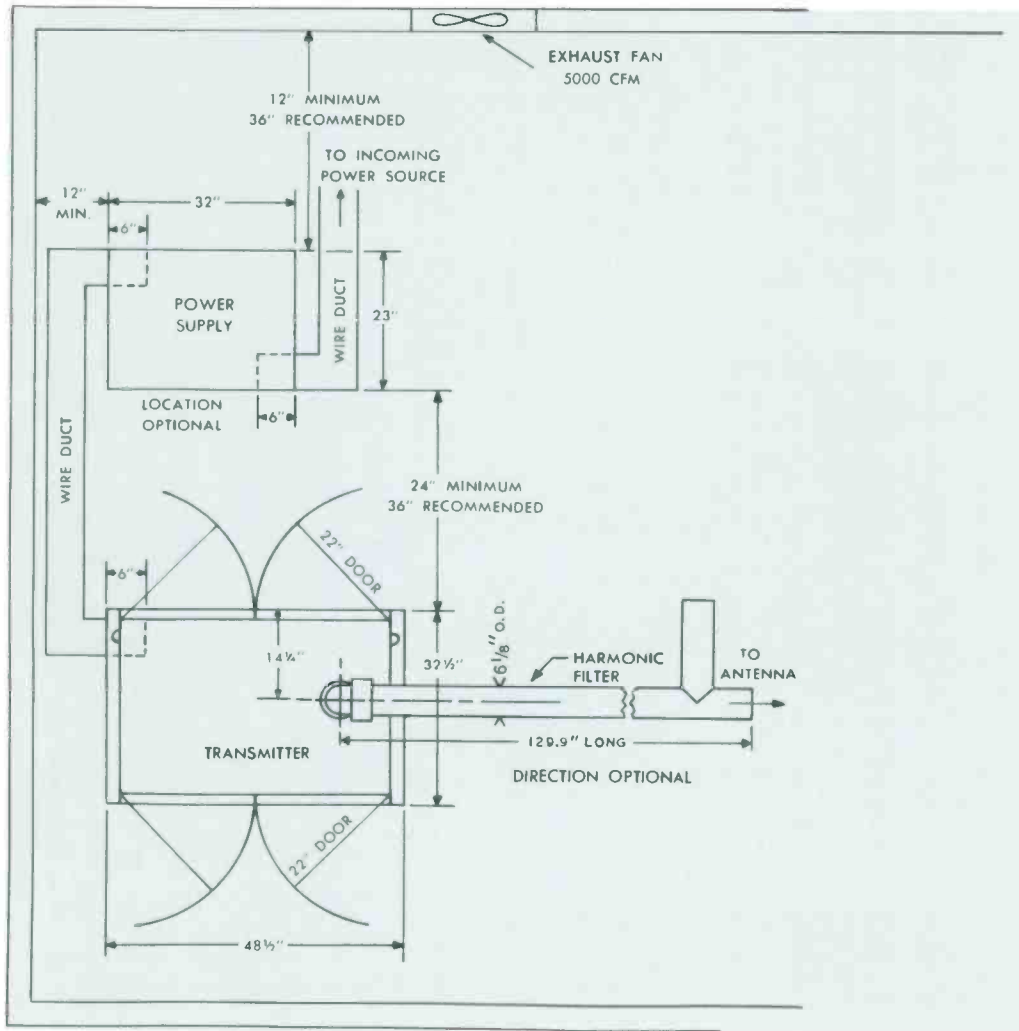 EXHAUST FAN
5000 CFM
12" MINIMUM
36" RECOMMENDED
TO INCOMING
POWER SOURCE
12"
MIN.
32"
6"
POWER
SUPPLY
WIRE DUCT
23"
LOCATION
OPTIONAL
6"
WIRE DUCT
24" MINIMUM
36" RECOMMENDED
22" DOOR
6"
14¼"
32½"
6⅛" O.D.
HARMONIC
FILTER
TO
ANTENNA
TRANSMITTER
129.9" LONG
DIRECTION OPTIONAL
22" DOOR
48½"